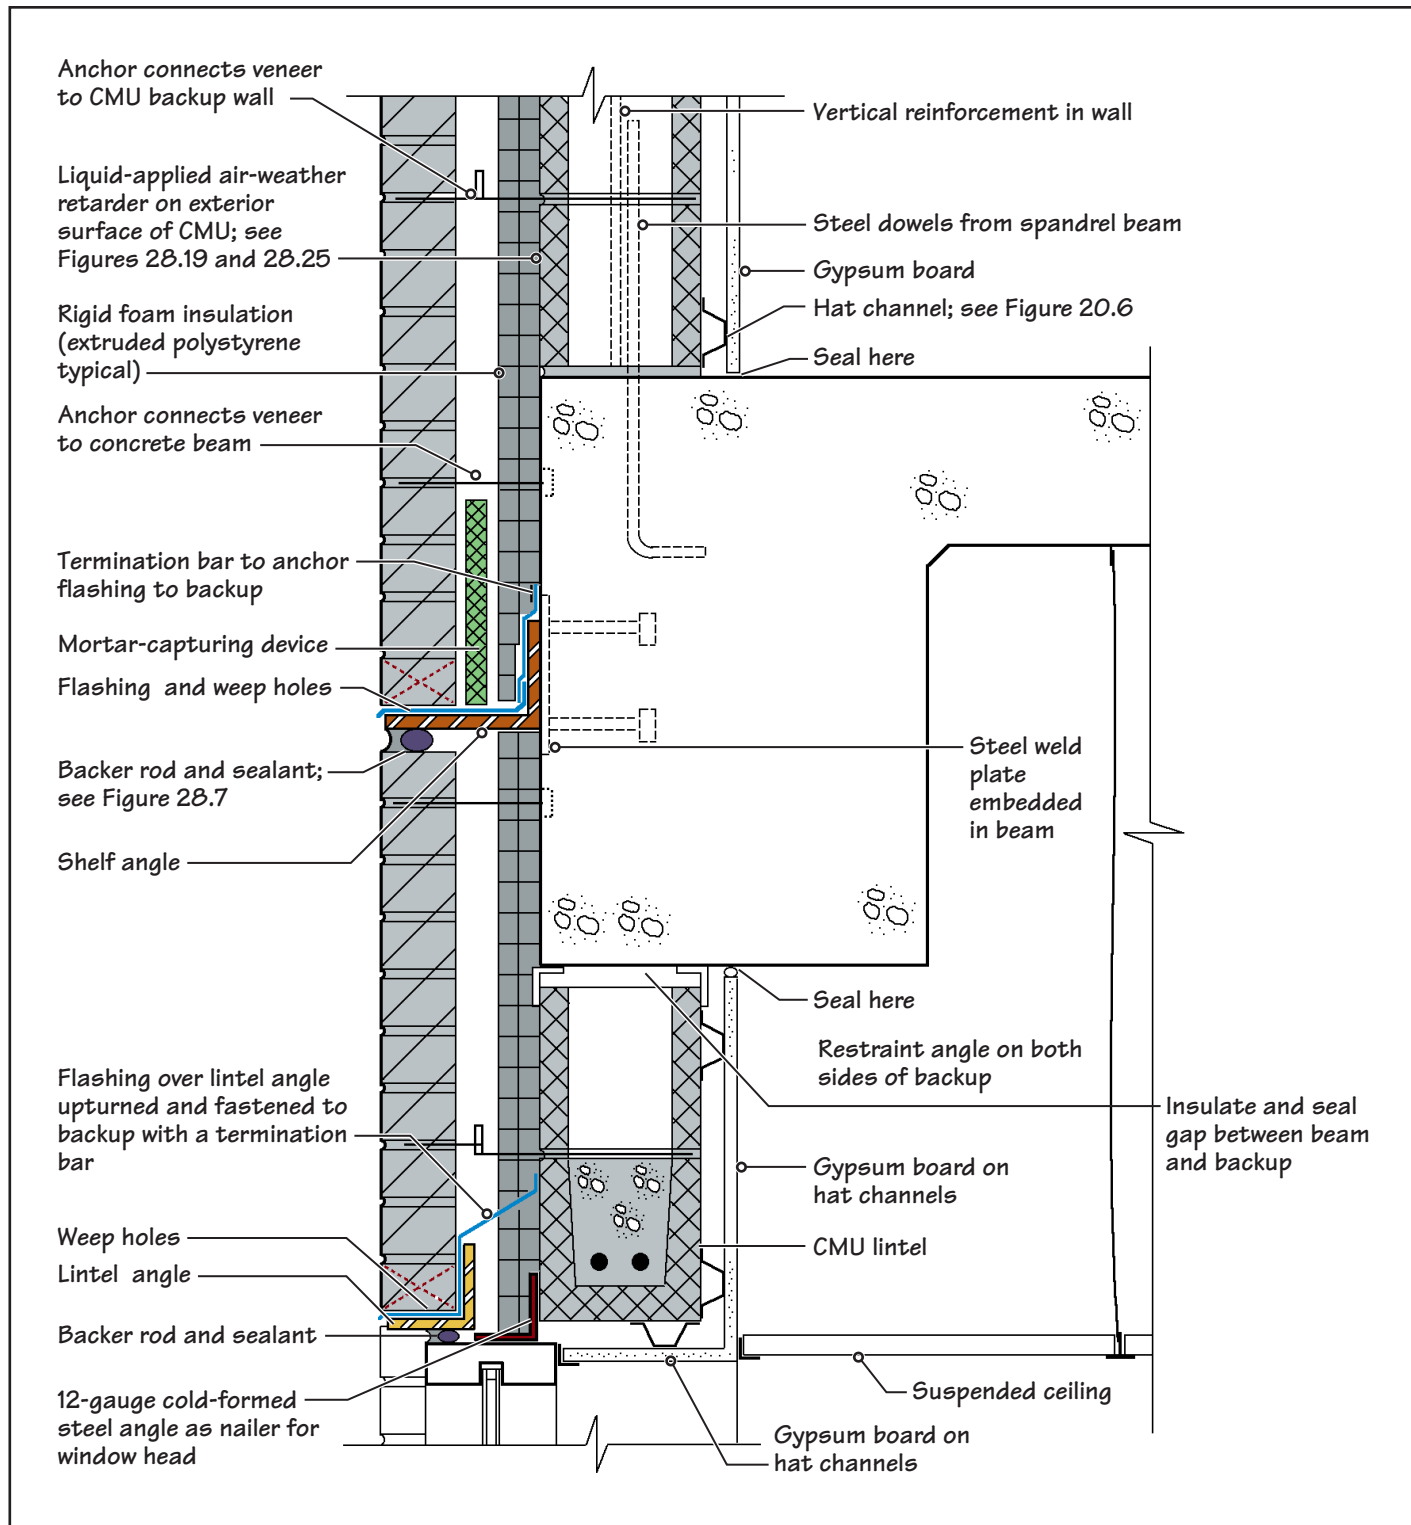 Anchor connects veneer
to CMU backup wall
Liquid-applied air-weather
retarder on exterior
surface of CMU; see
Figures 28.19 and 28.25
Rigid foam insulation
(extruded polystyrene
typical)
Anchor connects veneer
to concrete beam
Termination bar to anchor
flashing to backup
Mortar-capturing device
Flashing and weep holes
Backer rod and sealant;
see Figure 28.7
Shelf angle
Flashing over lintel angle
upturned and fastened to
backup with a termination
bar
Weep holes
Lintel angle
Backer rod and sealant
12-gauge cold-formed
steel angle as nailer for
window head
Vertical reinforcement in wall
Steel dowels from spandrel beam
Gypsum board
Hat channel; see Figure 20.6
Seal here
Steel weld
plate
embedded
in beam
Seal here
Restraint angle on both
sides of backup
Insulate and seal
gap between beam
and backup
Gypsum board on
hat channels
CMU lintel
Suspended ceiling
Gypsum board on
hat channels